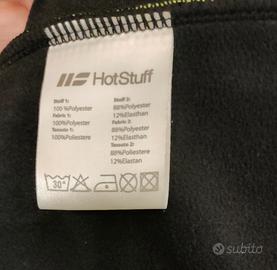 HotStuff
Stoff 1:
100 %Polyester
Fabric 1:
100%Polyester
Tessuto 1:
100%Poliestere
Stoff 2:
88%Polyester
12%Elasthan
Fabric 2:
88%Polyester
12%Elasthan
Tessuto 2:
88%Poliestere
12%Elastan
30°
subito